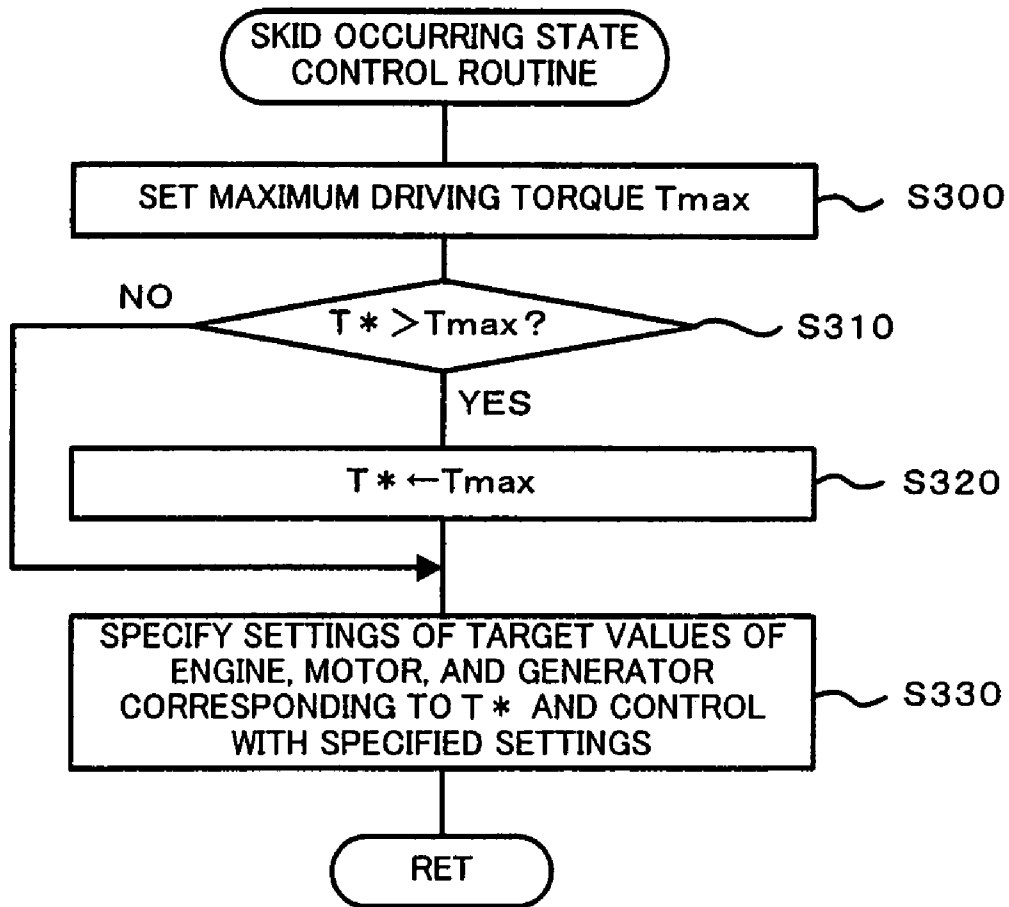 SKID OCCURRING STATE
CONTROL ROUTINE
SET MAXIMUM DRIVING TORQUE Tmax
S300
NO
T*>Tmax?
S310
YES
T*←Tmax
S320
SPECIFY SETTINGS OF TARGET VALUES OF
ENGINE, MOTOR, AND GENERATOR
CORRESPONDING TO T* AND CONTROL
WITH SPECIFIED SETTINGS
S330
RET